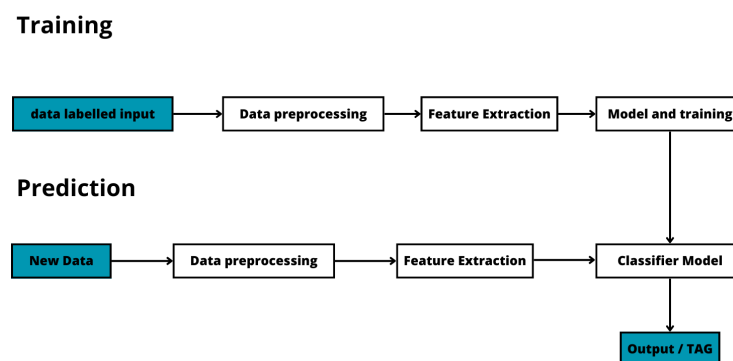 Training
data labelled input
Data preprocessing
Feature Extraction
Model and training
Prediction
New Data
Data preprocessing
Feature Extraction
Classifier Model
Output / TAG